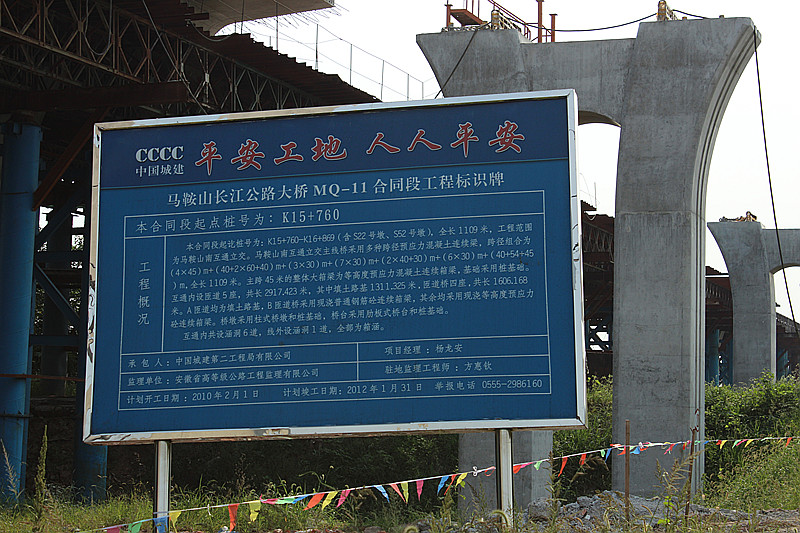 CCCC
中国城建
平安工地 人人平安
马鞍山长江公路大桥 MQ-11 合同段工程标识牌
本合同段起点桩号为：K15+760
工程概况
本合同段起讫桩号为：K15+760-K16+869（含S22号墩、S52号墩），全长1109米，工程范围
为马鞍山南互通立交。马鞍山南互通立交主线桥采用多种跨径预应力混凝土连续梁，跨径组合为
（4×45）m+（40+2×60+40）m+（3×30）m+（7×30）m+（2×40+30）m+（6×30）m+（40+54+45
）m，全长1109米。主跨45米的整体大箱梁为等高度预应力混凝土连续箱梁，基础采用桩基础。
互通内设匝道5座，共长2917.423米，其中填土路基1311.325米，匝道桥四座，共长1606.168
米。A匝道均为填土路基，B匝道桥采用现浇普通钢筋砼连续箱梁，其余均采用现浇等高度预应力
砼连续箱梁。桥墩采用柱式桥墩和桩基础，桥台采用肋板式桥台和桩基础。
互通内共设涵洞6道，线外设涵洞1道，全部为箱涵。
承 包 人：中国城建第二工程局有限公司
项目经理：杨龙安
监理单位：安徽省高等级公路工程监理有限公司
驻地监理工程师：方惠钦
计划开工日期：2010年2月1日 计划竣工日期：2012年1月31日 举报电话 0555-2986160